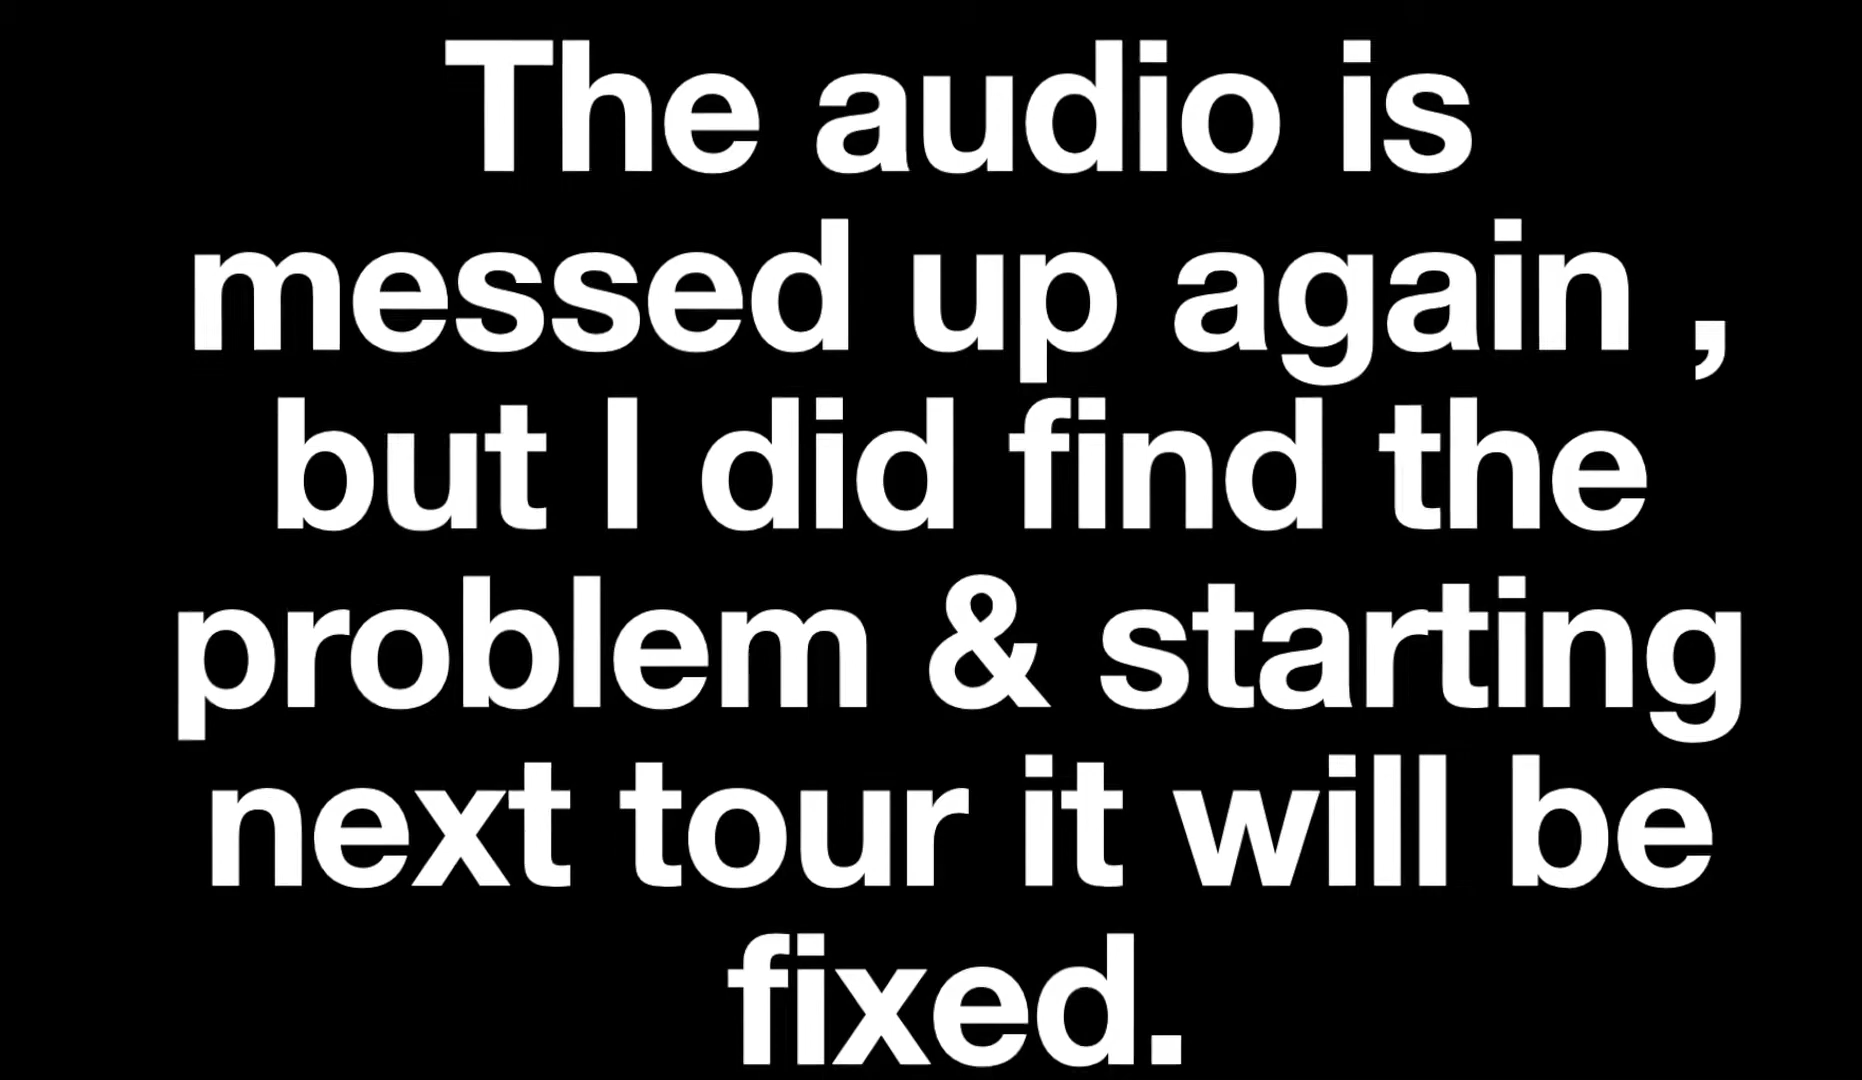 The audio is
messed up again ,
but I did find the
problem & starting
next tour it will be
fixed.